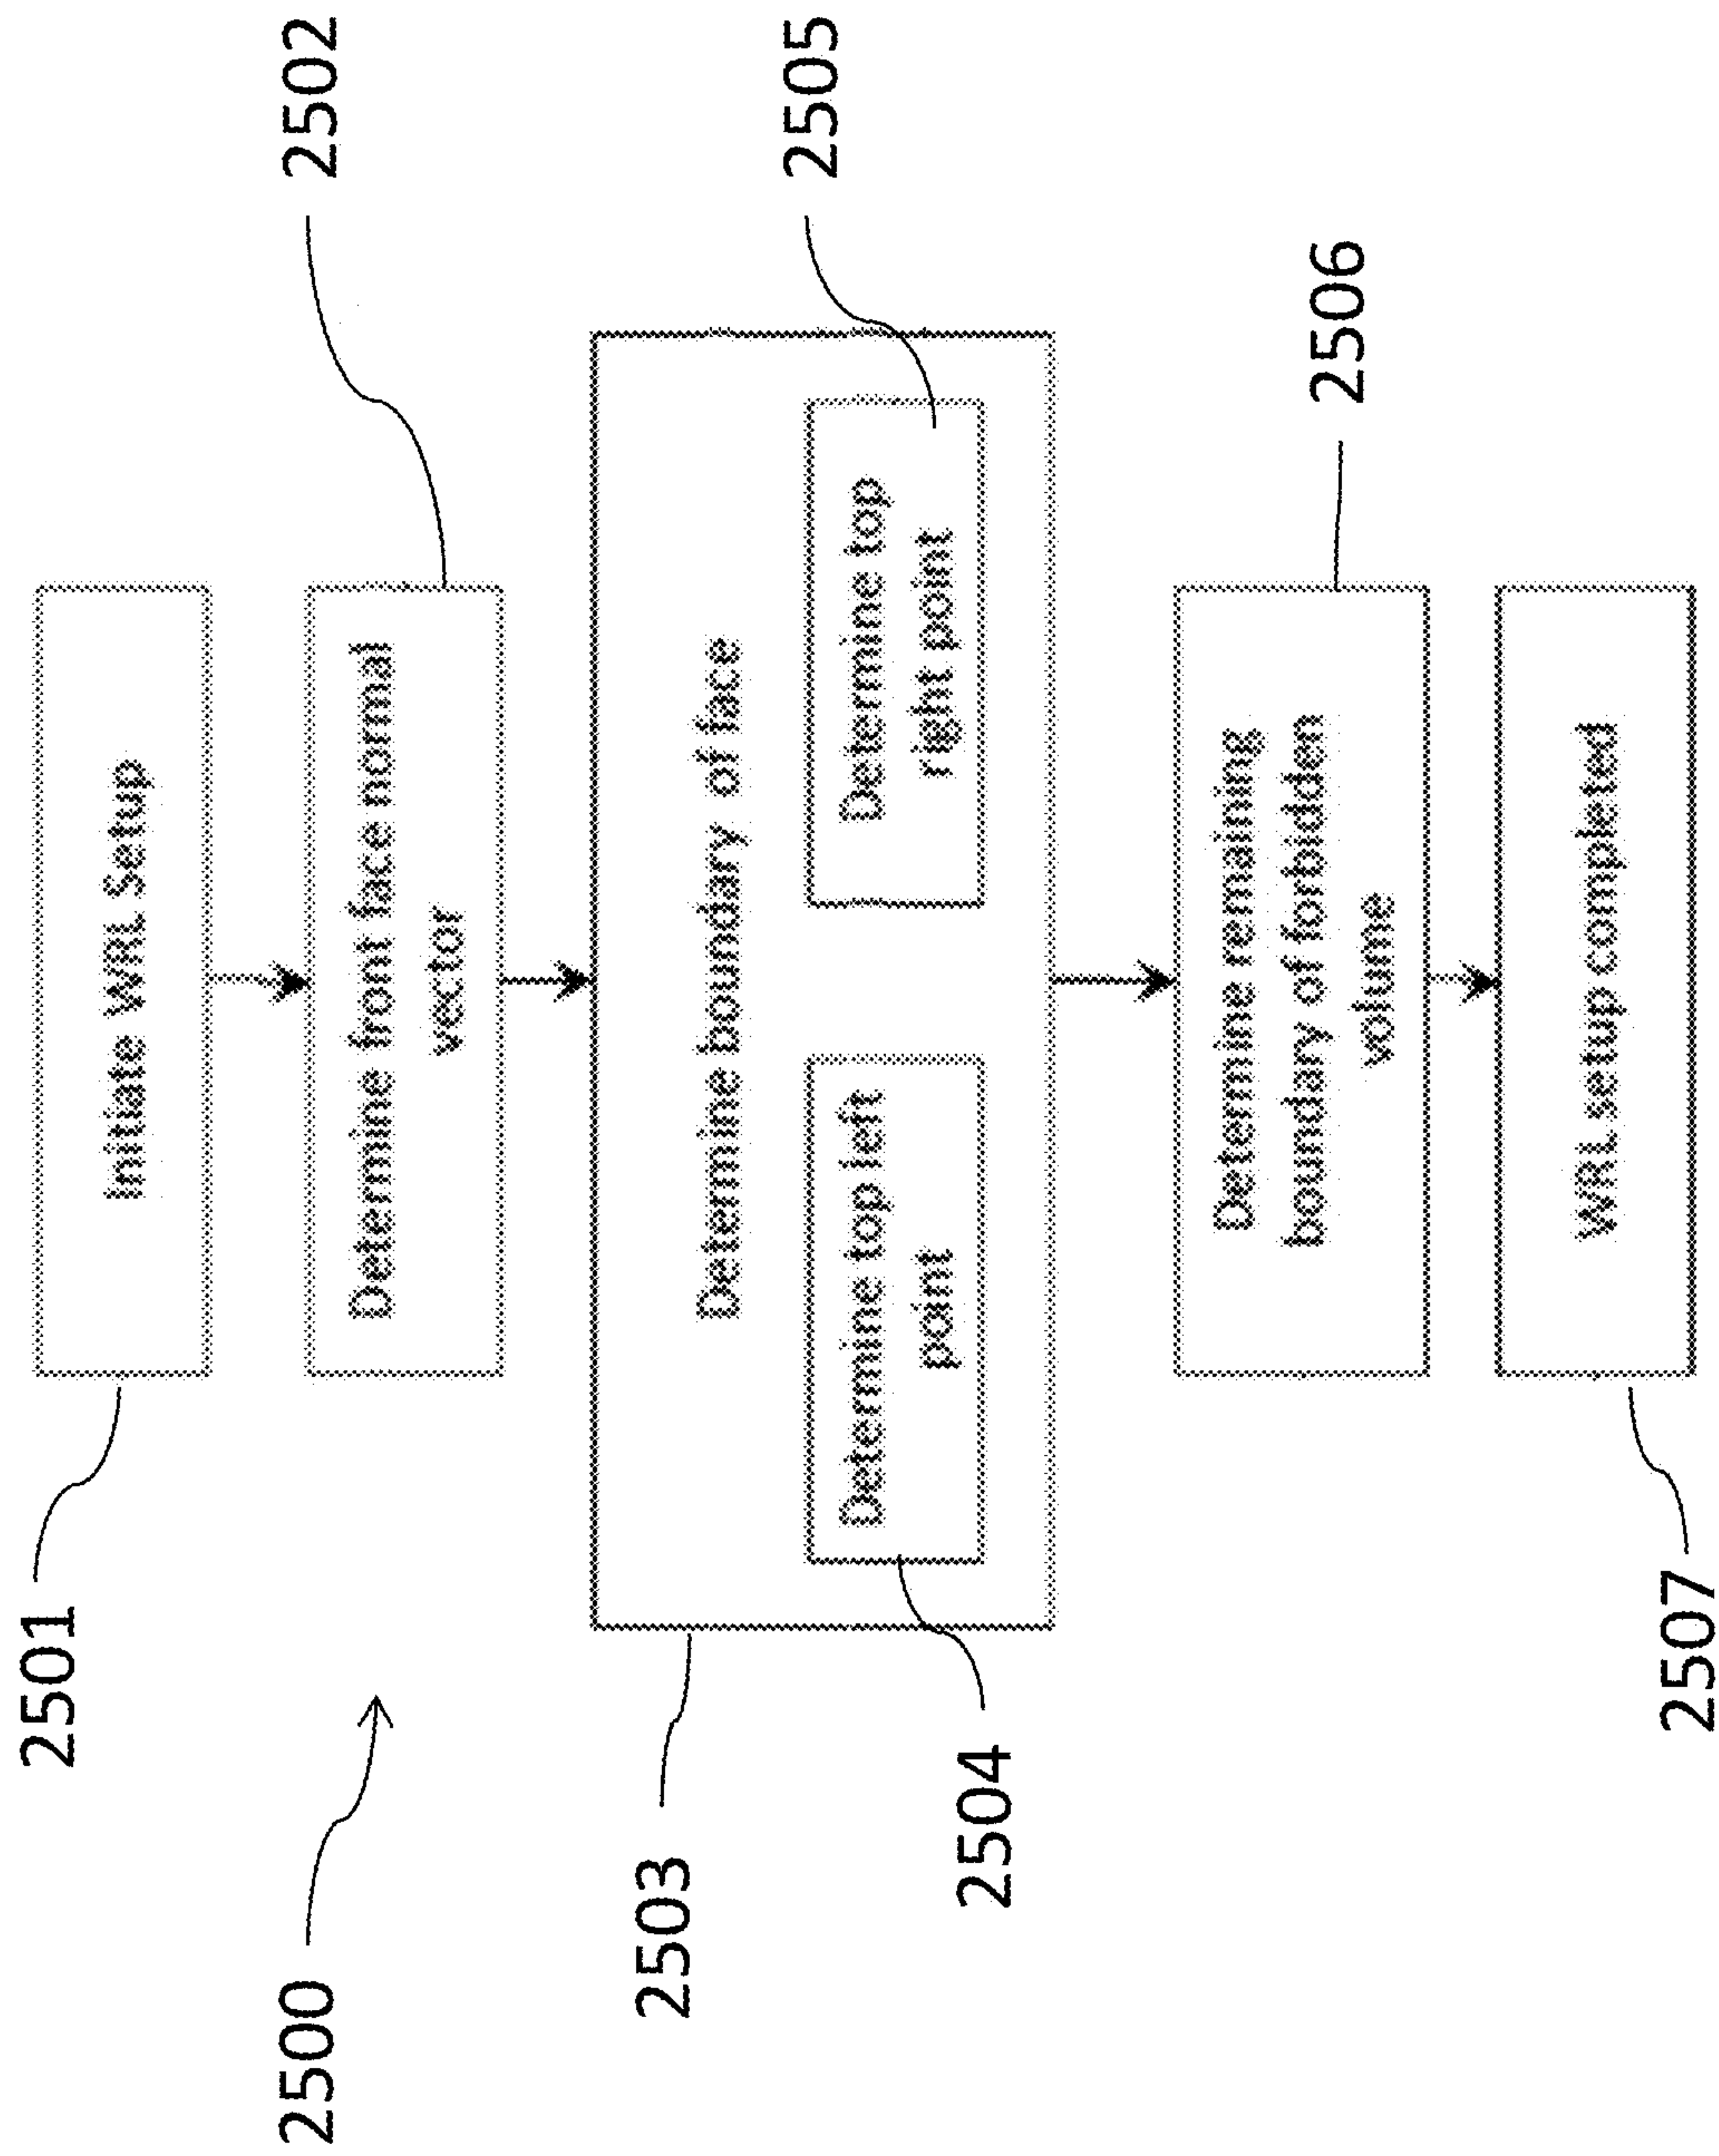 2500
2501
Initiate WRL Setup
2502
Determine front face normal
vector
2503
Determine boundary of face
2504
Determine top left
point
2505
Determine top
right point
2506
Determine remaining
boundary of forbidden
volume
2507
WRL setup completed